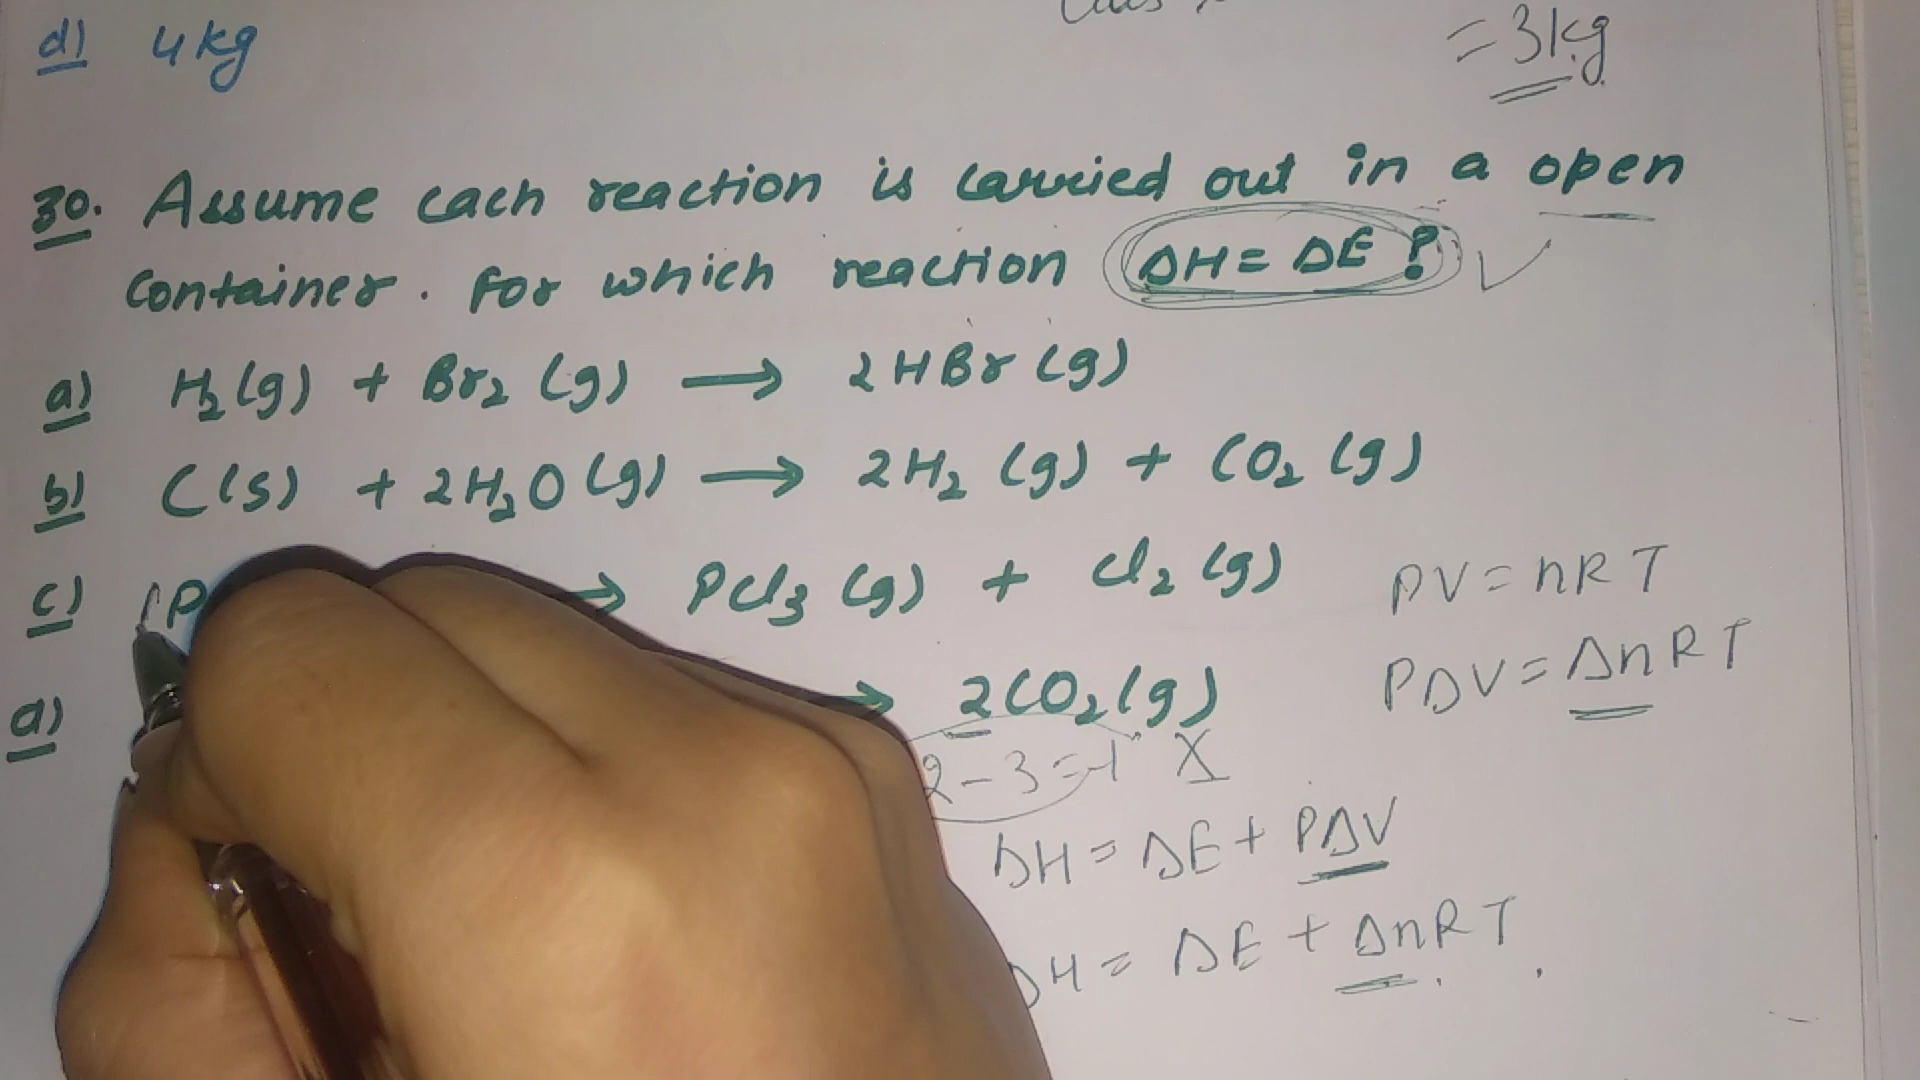 d) 4kg
= 3kg
30. Assume each reaction is carried out in a open
container. for which reaction ΔH = ΔE ?
a) H₂(g) + Br₂ (g) ⟶ 2HBr (g)
b) C(s) + 2H₂O (g) ⟶ 2H₂ (g) + CO₂ (g)
c) P → PCl₃ (g) + Cl₂ (g)
PV = nRT
d) → 2CO₂(g)
PΔV = ΔnRT
2 - 3 = -1 X
ΔH = ΔE + PΔV
ΔH = ΔE + ΔnRT